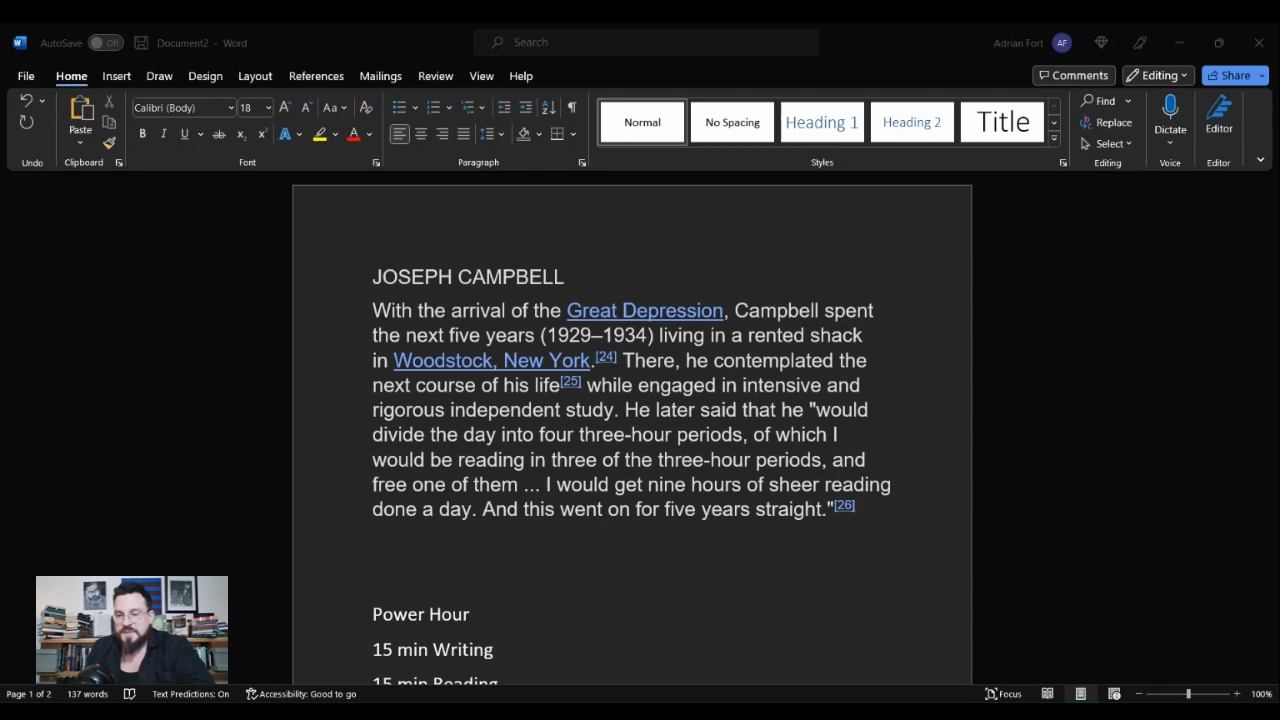 AutoSave Off Document2 - Word Search Adrian Fort AF
File Home Insert Draw Design Layout References Mailings Review View Help Comments Editing Share
Calibri (Body) 18 Aa
Paste
Normal No Spacing Heading 1 Heading 2 Title
Find
Replace
Select
Dictate Editor
Undo Clipboard Font Paragraph Styles Editing Voice Editor
JOSEPH CAMPBELL
With the arrival of the Great Depression, Campbell spent
the next five years (1929–1934) living in a rented shack
in Woodstock, New York.[24] There, he contemplated the
next course of his life[25] while engaged in intensive and
rigorous independent study. He later said that he "would
divide the day into four three-hour periods, of which I
would be reading in three of the three-hour periods, and
free one of them ... I would get nine hours of sheer reading
done a day. And this went on for five years straight."[26]
Power Hour
15 min Writing
15 min Reading
Page 1 of 2 137 words Text Predictions: On Accessibility: Good to go Focus 100%